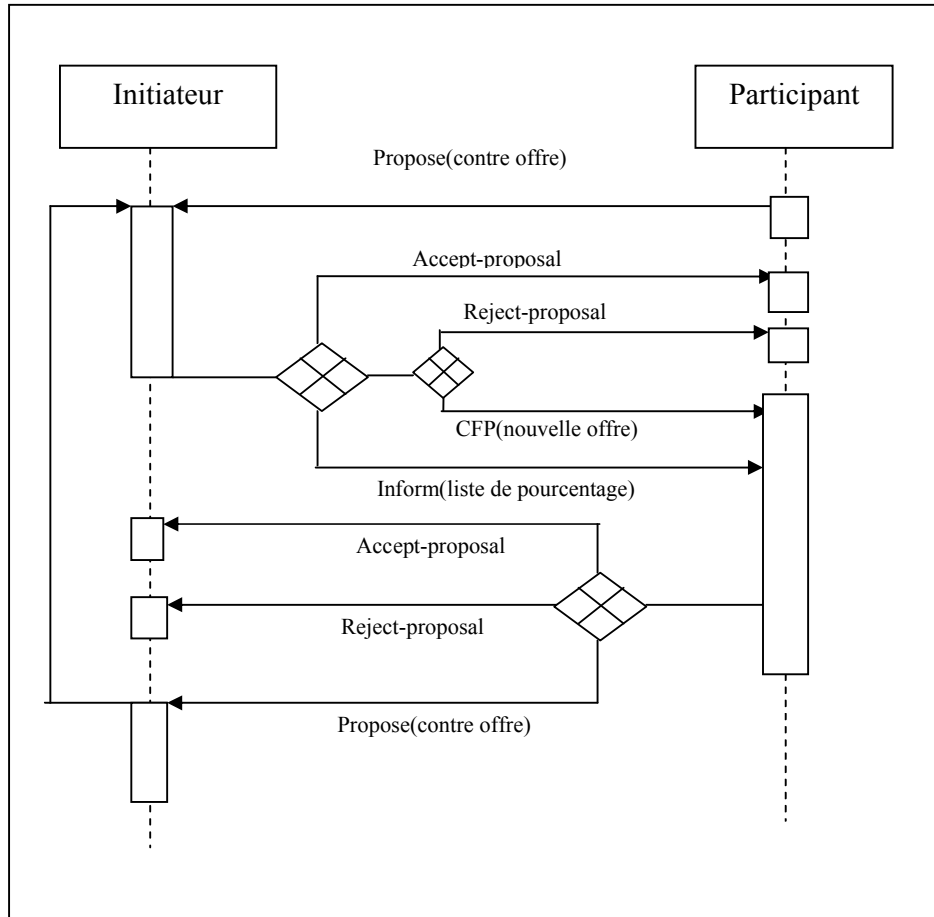 Initiateur
Participant
Propose(contre offre)
Accept-proposal
Reject-proposal
CFP(nouvelle offre)
Inform(liste de pourcentage)
Accept-proposal
Reject-proposal
Propose(contre offre)